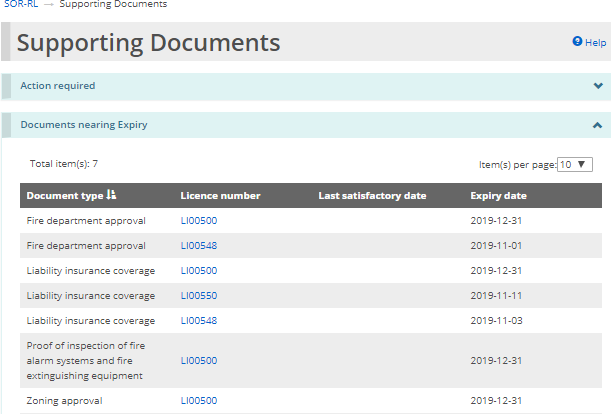 SOR-RL → Supporting Documents
Supporting Documents
Help
Action required
Documents nearing Expiry
Total item(s): 7 Item(s) per page: 10
Document type Licence number Last satisfactory date Expiry date
Fire department approval LI00500 2019-12-31
Fire department approval LI00548 2019-11-01
Liability insurance coverage LI00500 2019-12-31
Liability insurance coverage LI00550 2019-11-11
Liability insurance coverage LI00548 2019-11-03
Proof of inspection of fire
alarm systems and fire
extinguishing equipment
LI00500 2019-12-31
Zoning approval LI00500 2019-12-31